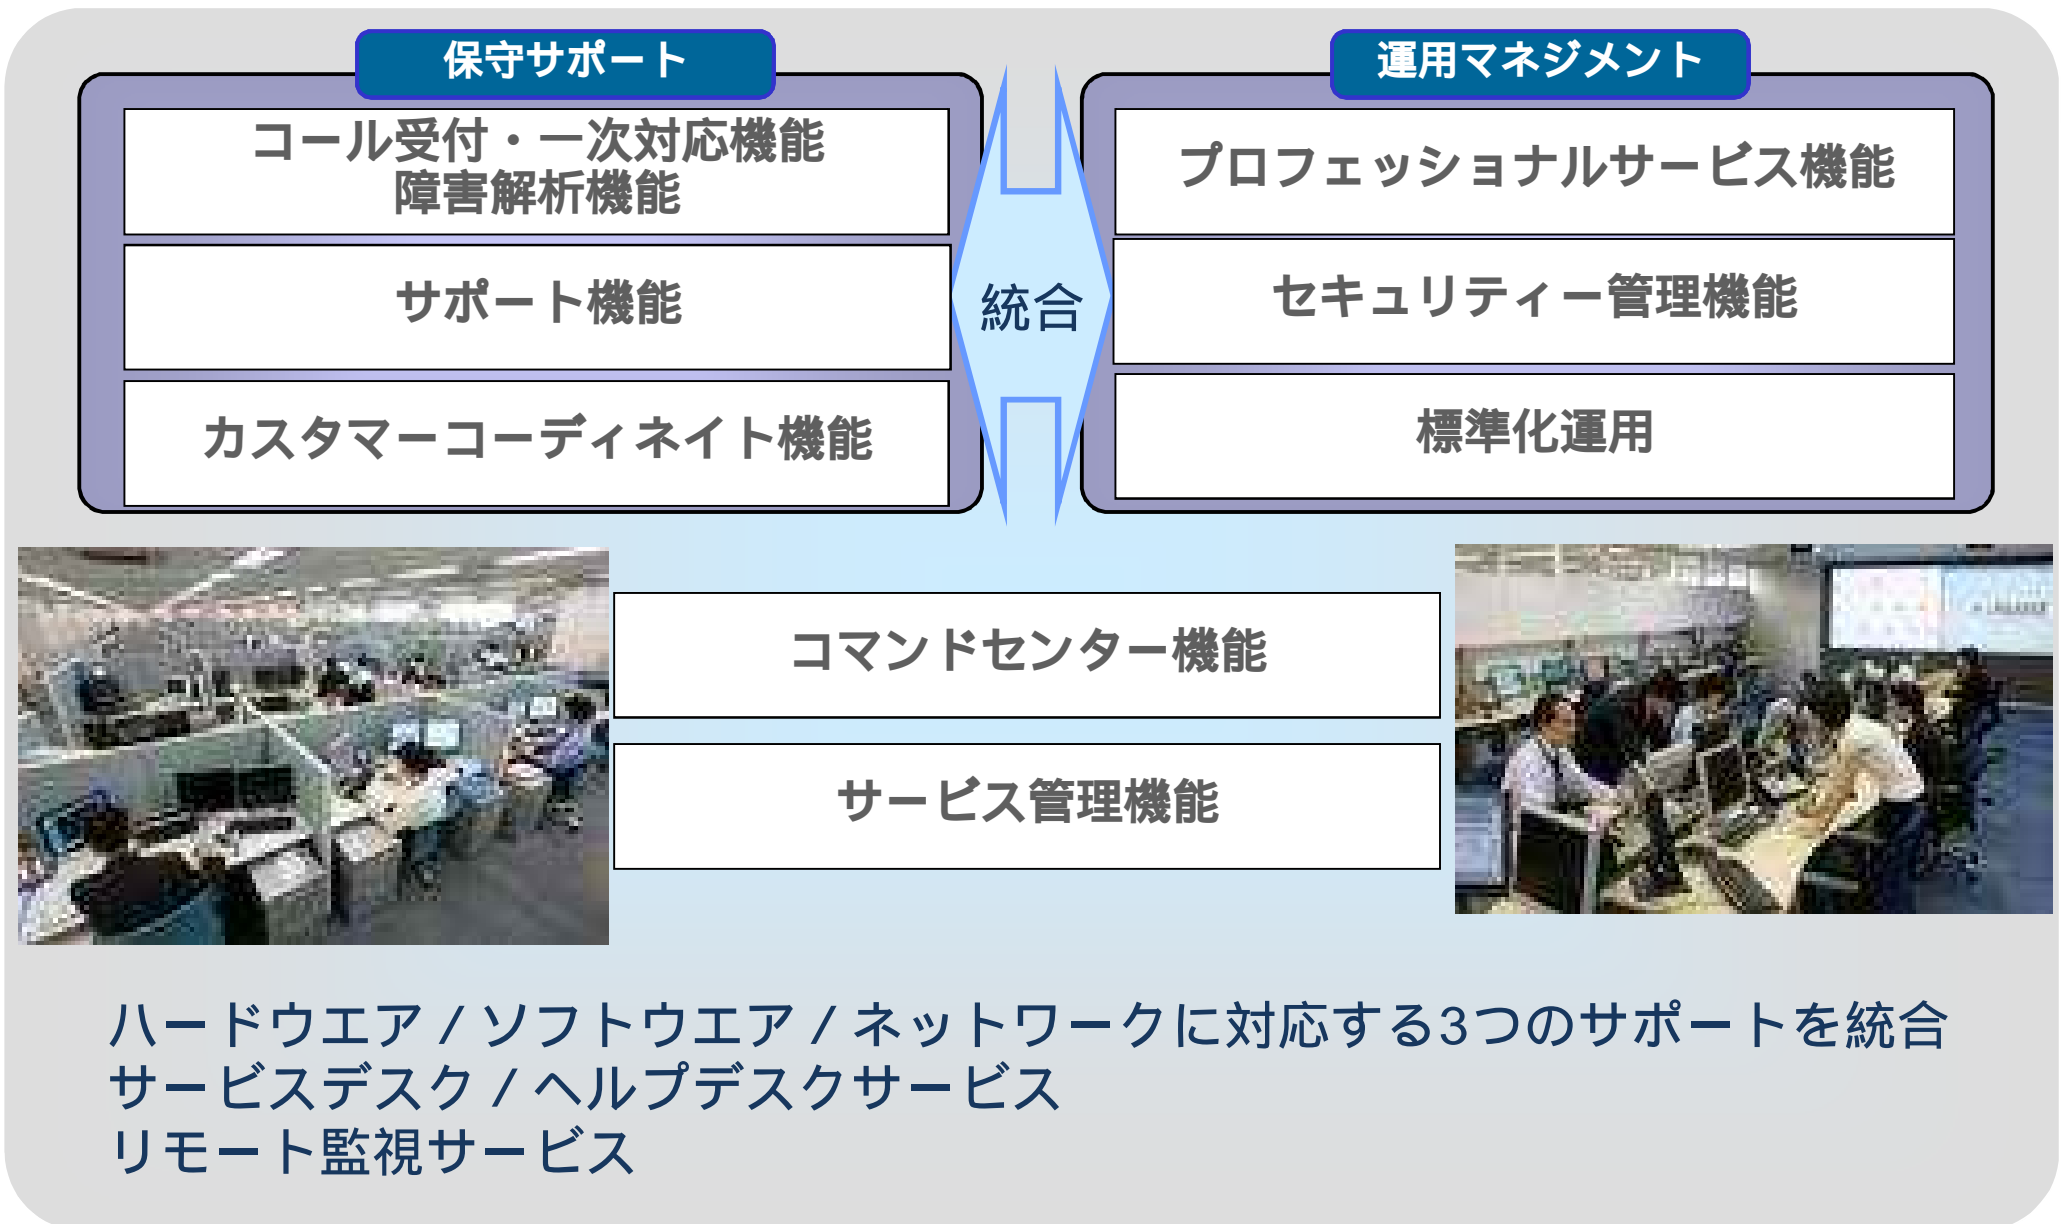 保守サポート
コール受付・一次対応機能
障害解析機能
サポート機能
カスタマーコーディネイト機能
統合
運用マネジメント
プロフェッショナルサービス機能
セキュリティー管理機能
標準化運用
コマンドセンター機能
サービス管理機能
ハードウエア / ソフトウエア / ネットワークに対応する3つのサポートを統合
サービスデスク / ヘルプデスクサービス
リモート監視サービス